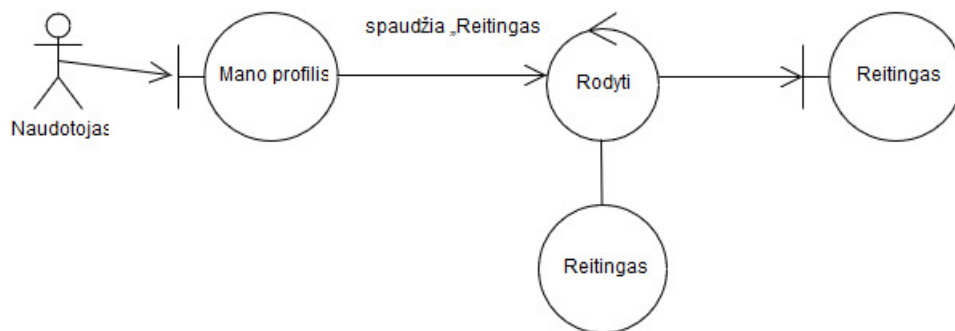 spaudžia „Reitingas
Mano profilis
Rodyti
Reitingas
Naudotojas
Reitingas